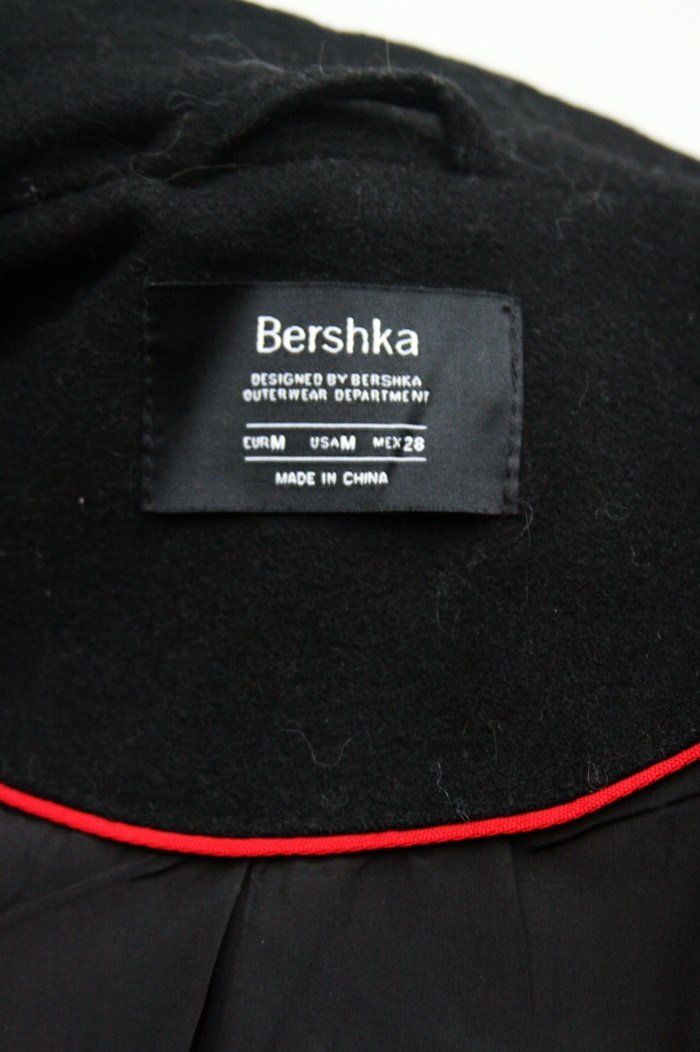 Bershka
DESIGNED BY BERSHKA
OUTERWEAR DEPARTMENT
EUR M USA M MEX 28
MADE IN CHINA